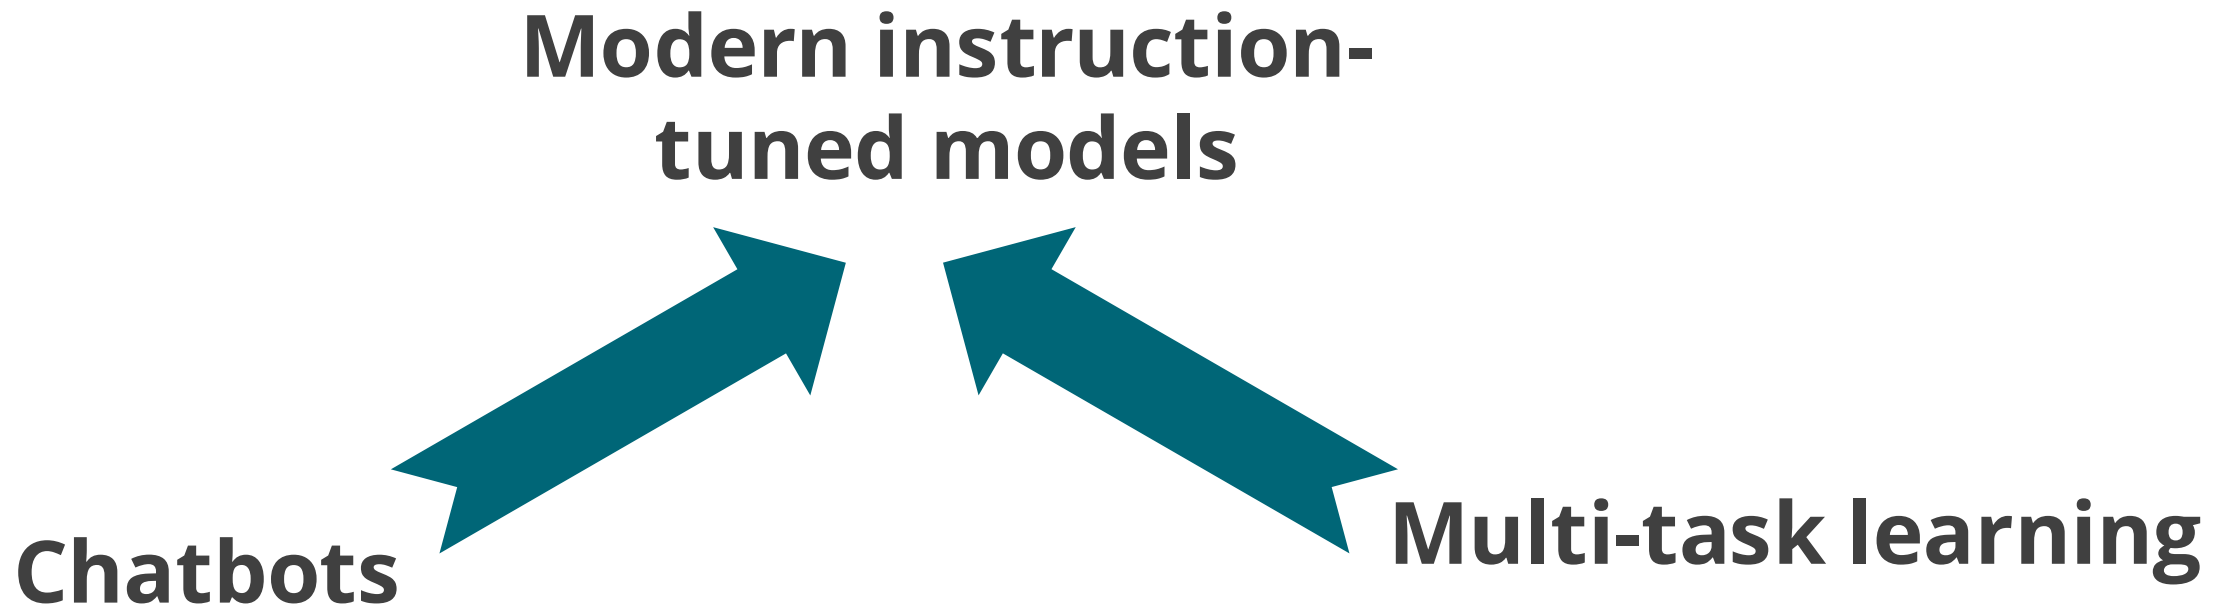 Modern instruction-
tuned models
Chatbots
Multi-task learning